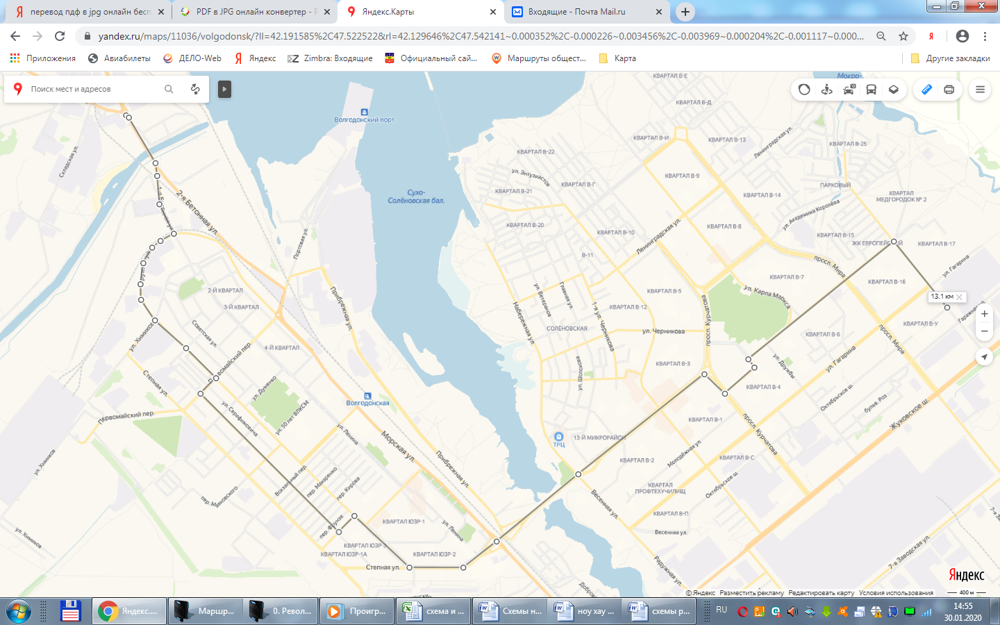 перевод пдф в jpg онлайн бесп
PDF в JPG онлайн конвертер - P
Яндекс.Карты
Входящие - Почта Mail.ru
yandex.ru/maps/11036/volgodonsk/?ll=42.191585%2C47.522522&rl=42.129646%2C47.542141~0.000352%2C-0.000226~0.003456%2C-0.003969~0.000204%2C-0.001117~0.000...
Приложения
Авиабилеты
ДЕЛО-Web
Яндекс
Zimbra: Входящие
Официальный сай...
Маршруты общест...
Карта
Другие закладки
Поиск мест и адресов
КВАРТАЛ В-Е
Мокро-
КВАРТАЛ В-Д
Волгодонский порт
КВАРТАЛ В-И
КВАРТАЛ В-13
Ленинградская ул.
КВАРТАЛ В-25
КВАРТАЛ В-22
Складская ул.
ул. Энтузиастов
КВАРТАЛ В-Г
КВАРТАЛ В-9
КВАРТАЛ В-21
Сухо-
Солёновская бал.
ПАРКОВЫЙ
КВАРТАЛ В-14
КВАРТАЛ
МЕДГОРОДОК № 2
2-я Бетонная ул.
ул. Академика Королёва
КВАРТАЛ В-20
КВАРТАЛ В-10
КВАРТАЛ В-8
Ленинградская ул.
КВАРТАЛ В-15
ЖК ЕВРОПЕЙСКИЙ
КВАРТАЛ В-17
Портовая ул.
В-11
просп. Мира
ул. Гагарина
КВАРТАЛ В-7
КВАРТАЛ В-16
2-Й КВАРТАЛ
3-Й КВАРТАЛ
Прибрежная ул.
ул. Ветеранов
Главная ул.
КВАРТАЛ В-5
ул. Карла Маркса
13.1 км
Гаражная ул.
КВАРТАЛ В-12
просп. Курчатова
Набережная ул.
1-я ул. Черникова
СОЛЁНОВСКАЯ
ул. Черникова
КВАРТАЛ В-У
КВАРТАЛ В-6
просп. Мира
ул. Химиков
Советская ул.
4-Й КВАРТАЛ
Первомайский пер.
КВАРТАЛ В-3
ул. Шолохова
ул. Дружбы
ул. Гагарина
КВАРТАЛ В-4
Степная ул.
ул. Думенко
Волгодонская
Октябрьское ш.
бульв. Роз
Жуковское ш.
Первомайский пер.
ул. Серафимовича
ул. 50 лет ВЛКСМ
КВАРТАЛ В-1
просп. Курчатова
ул. Ленина
Морская ул.
ТРЦ
13-Й МИКРОРАЙОН
Молодёжная ул.
КВАРТАЛ В-2
КВАРТАЛ В-С
ул. Химиков
Прибрежная ул.
Вокзальный пер.
пер. Макаренко
пер. Кирова
пер. Маяковского
КВАРТАЛ
ПРОФТЕХУЧИЛИЩ
Октябрьское ш.
Весенняя ул.
КВАРТАЛ В-П
пер. Фрунзе
КВАРТАЛ ЮЗР-1
ул. Ленина
Весенняя ул.
ул. Химиков
КВАРТАЛ ЮЗР-3
КВАРТАЛ ЮЗР-1А
КВАРТАЛ ЮЗР-2
Степная ул.
Радужная ул.
7-я Заводская ул.
Яндекс
© Яндекс Разместить рекламу Редактировать карту Условия использования 400 м
Яндекс....
Маршр...
0.Револ...
Проигр...
схема и ...
Схемы н...
ноу хау ...
схемы р...
RU
14:55
30.01.2020